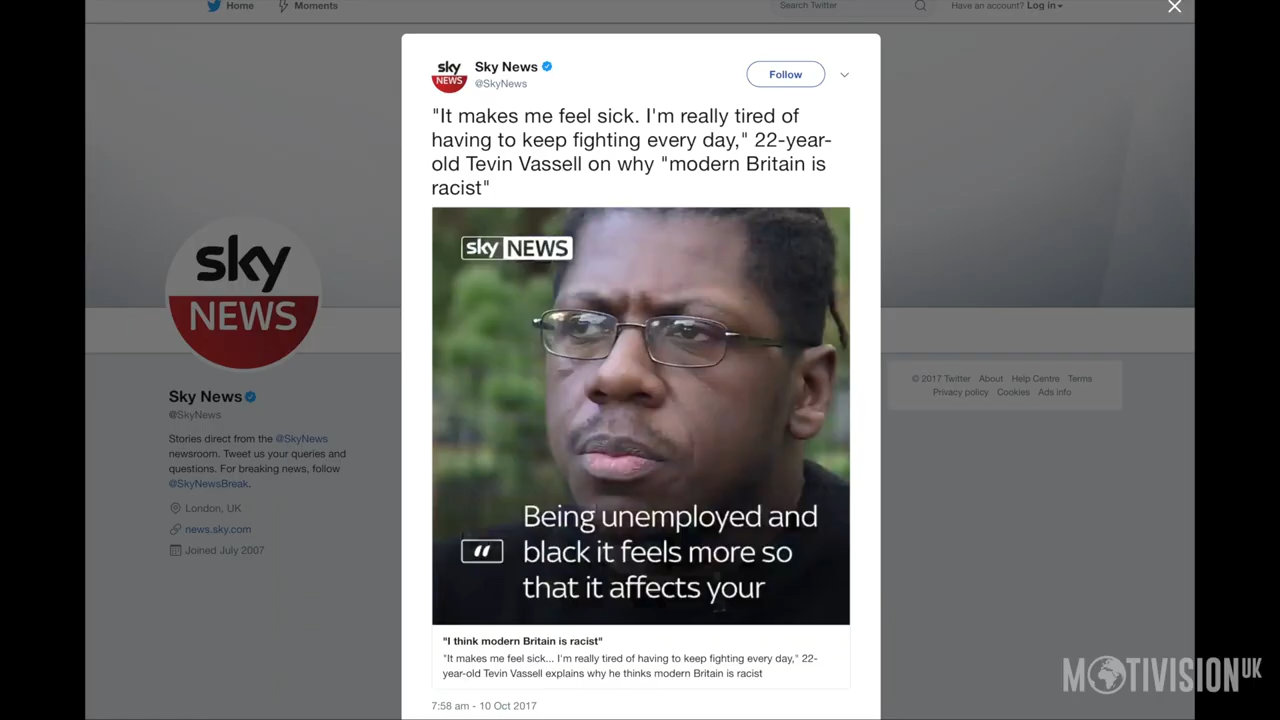 Home
Moments
Search Twitter
Have an account? Log in
sky
NEWS
Sky News
@SkyNews
Follow
"It makes me feel sick. I'm really tired of
having to keep fighting every day," 22-year-
old Tevin Vassell on why "modern Britain is
racist"
sky NEWS
Being unemployed and
black it feels more so
that it affects your
"I think modern Britain is racist"
"It makes me feel sick... I'm really tired of having to keep fighting every day," 22-
year-old Tevin Vassell explains why he thinks modern Britain is racist
7:58 am - 10 Oct 2017
sky
NEWS
Sky News
@SkyNews
Stories direct from the @SkyNews
newsroom. Tweet us your queries and
questions. For breaking news, follow
@SkyNewsBreak.
London, UK
news.sky.com
Joined July 2007
© 2017 Twitter About Help Centre Terms
Privacy policy Cookies Ads info
MOTIVISION UK